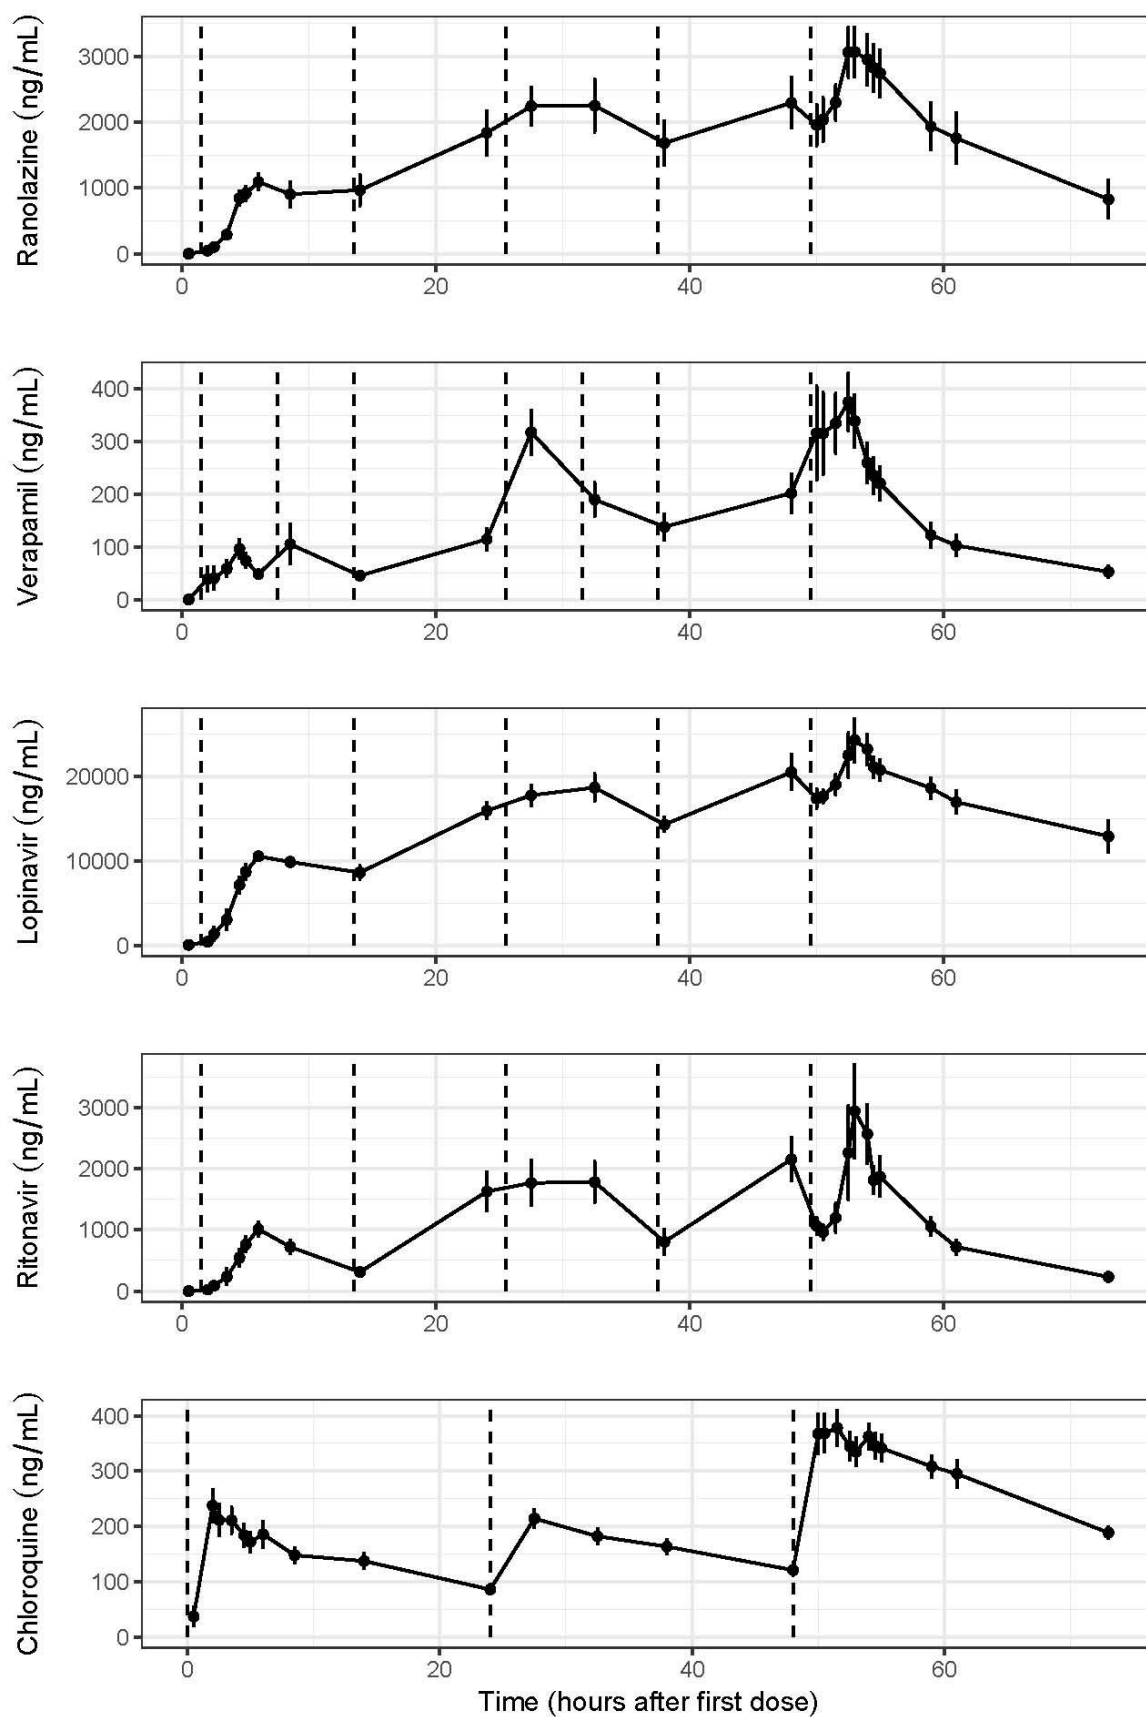 Ranolazine (ng/mL)
3000
2000
1000
0
0 20 40 60
Verapamil (ng/mL)
400
300
200
100
0
0 20 40 60
Lopinavir (ng/mL)
20000
10000
0
0 20 40 60
Ritonavir (ng/mL)
3000
2000
1000
0
0 20 40 60
Chloroquine (ng/mL)
400
300
200
100
0
0 20 40 60
Time (hours after first dose)